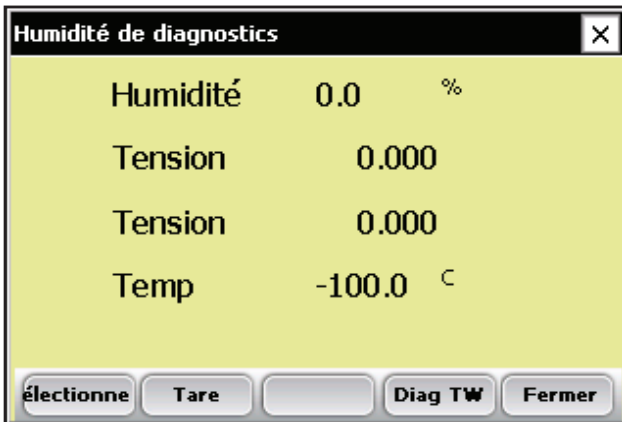 Humidité de diagnostics
Humidité 0.0 %
Tension 0.000
Tension 0.000
Temp -100.0 C
électionne Tare Diag TW Fermer